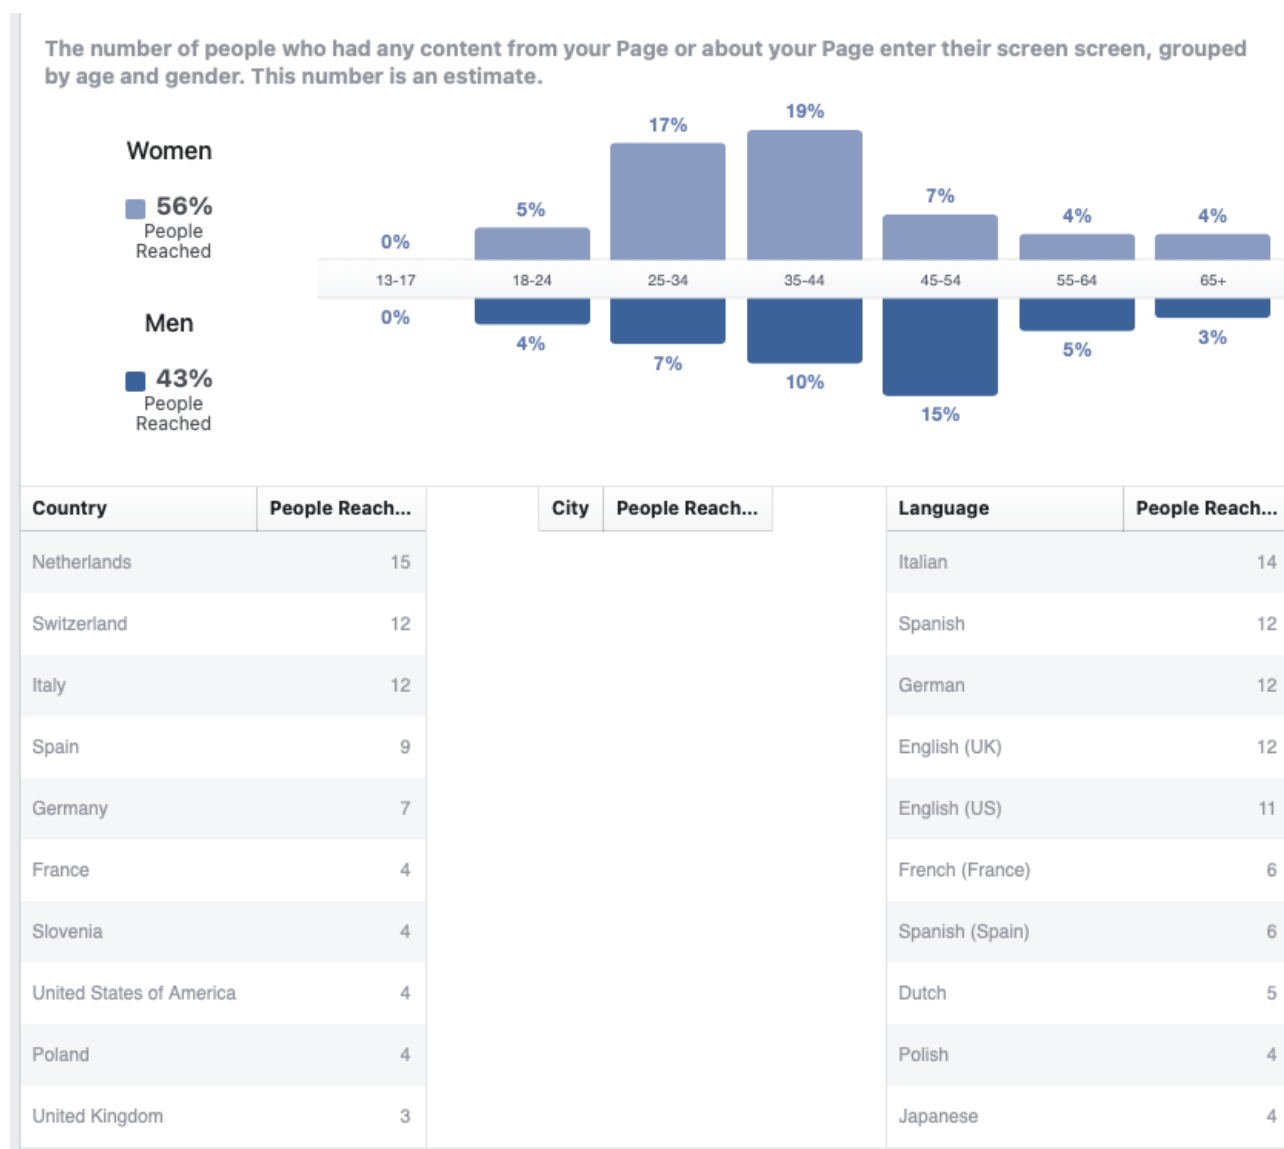 The number of people who had any content from your Page or about your Page enter their screen screen, grouped
by age and gender. This number is an estimate.
Women
56%
People
Reached
0% 5% 17% 19% 7% 4% 4%
13-17 18-24 25-34 35-44 45-54 55-64 65+
Men
43%
People
Reached
0% 4% 7% 10% 15% 5% 3%
Country People Reach...
Netherlands 15
Switzerland 12
Italy 12
Spain 9
Germany 7
France 4
Slovenia 4
United States of America 4
Poland 4
United Kingdom 3
City People Reach...
Language People Reach...
Italian 14
Spanish 12
German 12
English (UK) 12
English (US) 11
French (France) 6
Spanish (Spain) 6
Dutch 5
Polish 4
Japanese 4